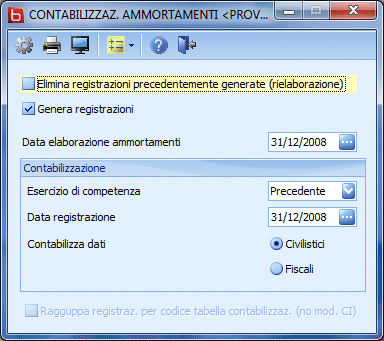 CONTABILIZZAZ. AMMORTAMENTI <PROV...
Elimina registrazioni precedentemente generate (rielaborazione)
Genera registrazioni
Data elaborazione ammortamenti 31/12/2008
Contabilizzazione
Esercizio di competenza Precedente
Data registrazione 31/12/2008
Contabilizza dati Civilistici
Fiscali
Ragguppa registraz. per codice tabella contabilizzaz. (no mod. CI)